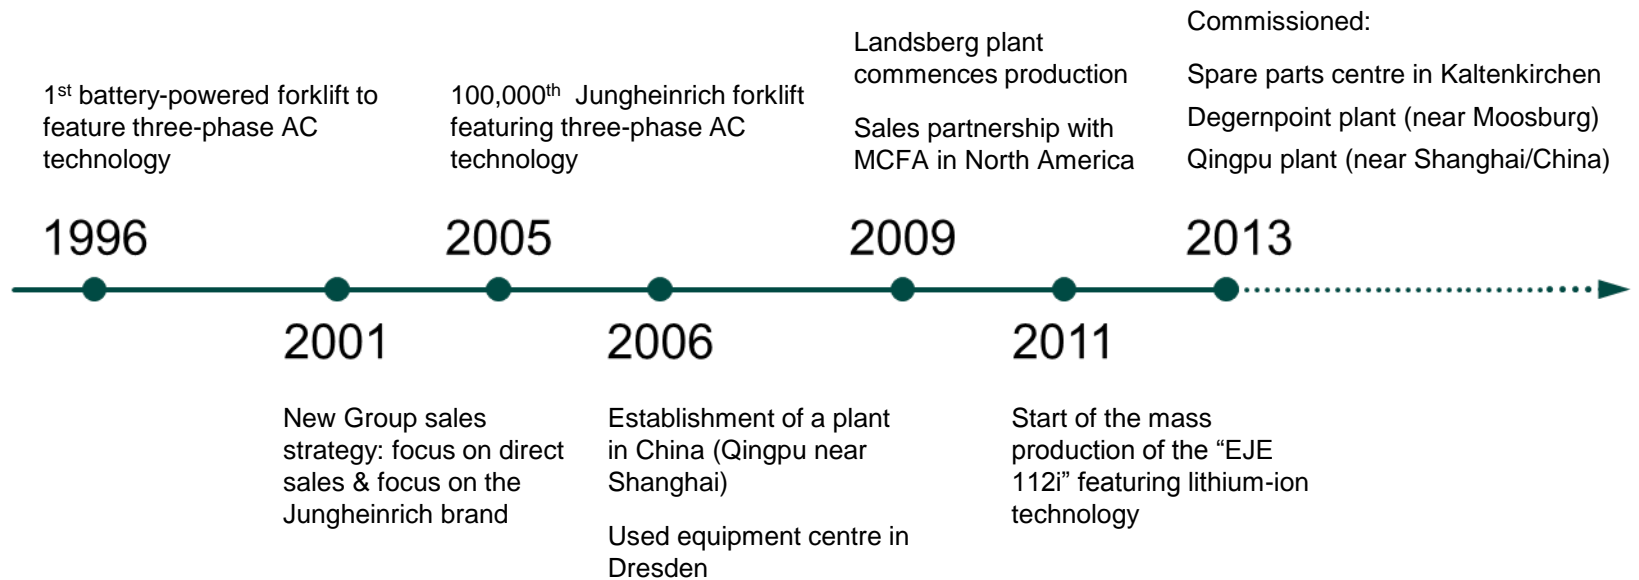 1st battery-powered forklift to
feature three-phase AC
technology
1996
New Group sales
strategy: focus on direct
sales & focus on the
Jungheinrich brand
2001
100,000th Jungheinrich forklift
featuring three-phase AC
technology
2005
2006
Establishment of a plant
in China (Qingpu near
Shanghai)
Used equipment centre in
Dresden
Landsberg plant
commences production
Sales partnership with
MCFA in North America
2009
2011
Start of the mass
production of the “EJE
112i” featuring lithium-ion
technology
Commissioned:
Spare parts centre in Kaltenkirchen
Degernpoint plant (near Moosburg)
Qingpu plant (near Shanghai/China)
2013